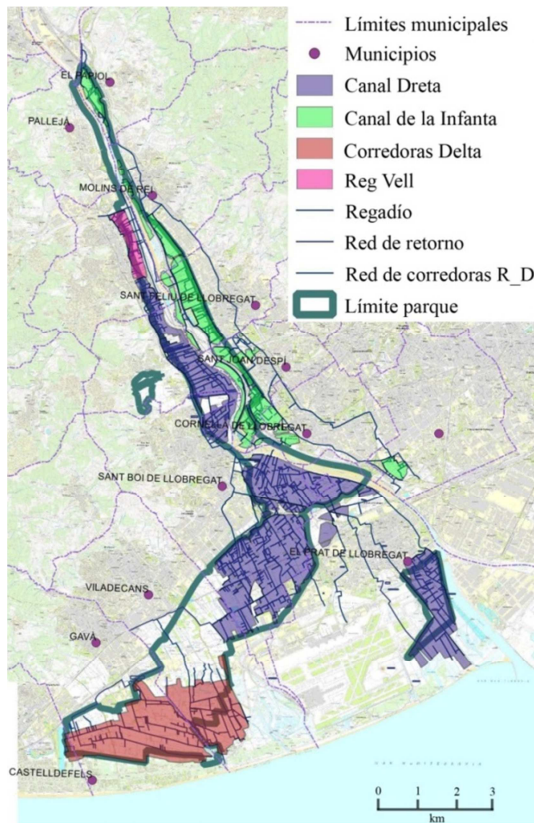 Límites municipales
Municipios
Canal Dreta
Canal de la Infanta
Corredoras Delta
Reg Vell
Regadío
Red de retorno
Red de corredoras R_D
Límite parque
EL PAPIOL
PALLEJÀ
MOLINS DE REI
SANT FELIU DE LLOBREGAT
SANT JOAN DESPÍ
CORNELLÀ DE LLOBREGAT
SANT BOI DE LLOBREGAT
EL PRAT DE LLOBREGAT
VILADECANS
GAVÀ
CASTELLDEFELS
0 1 2 3
km